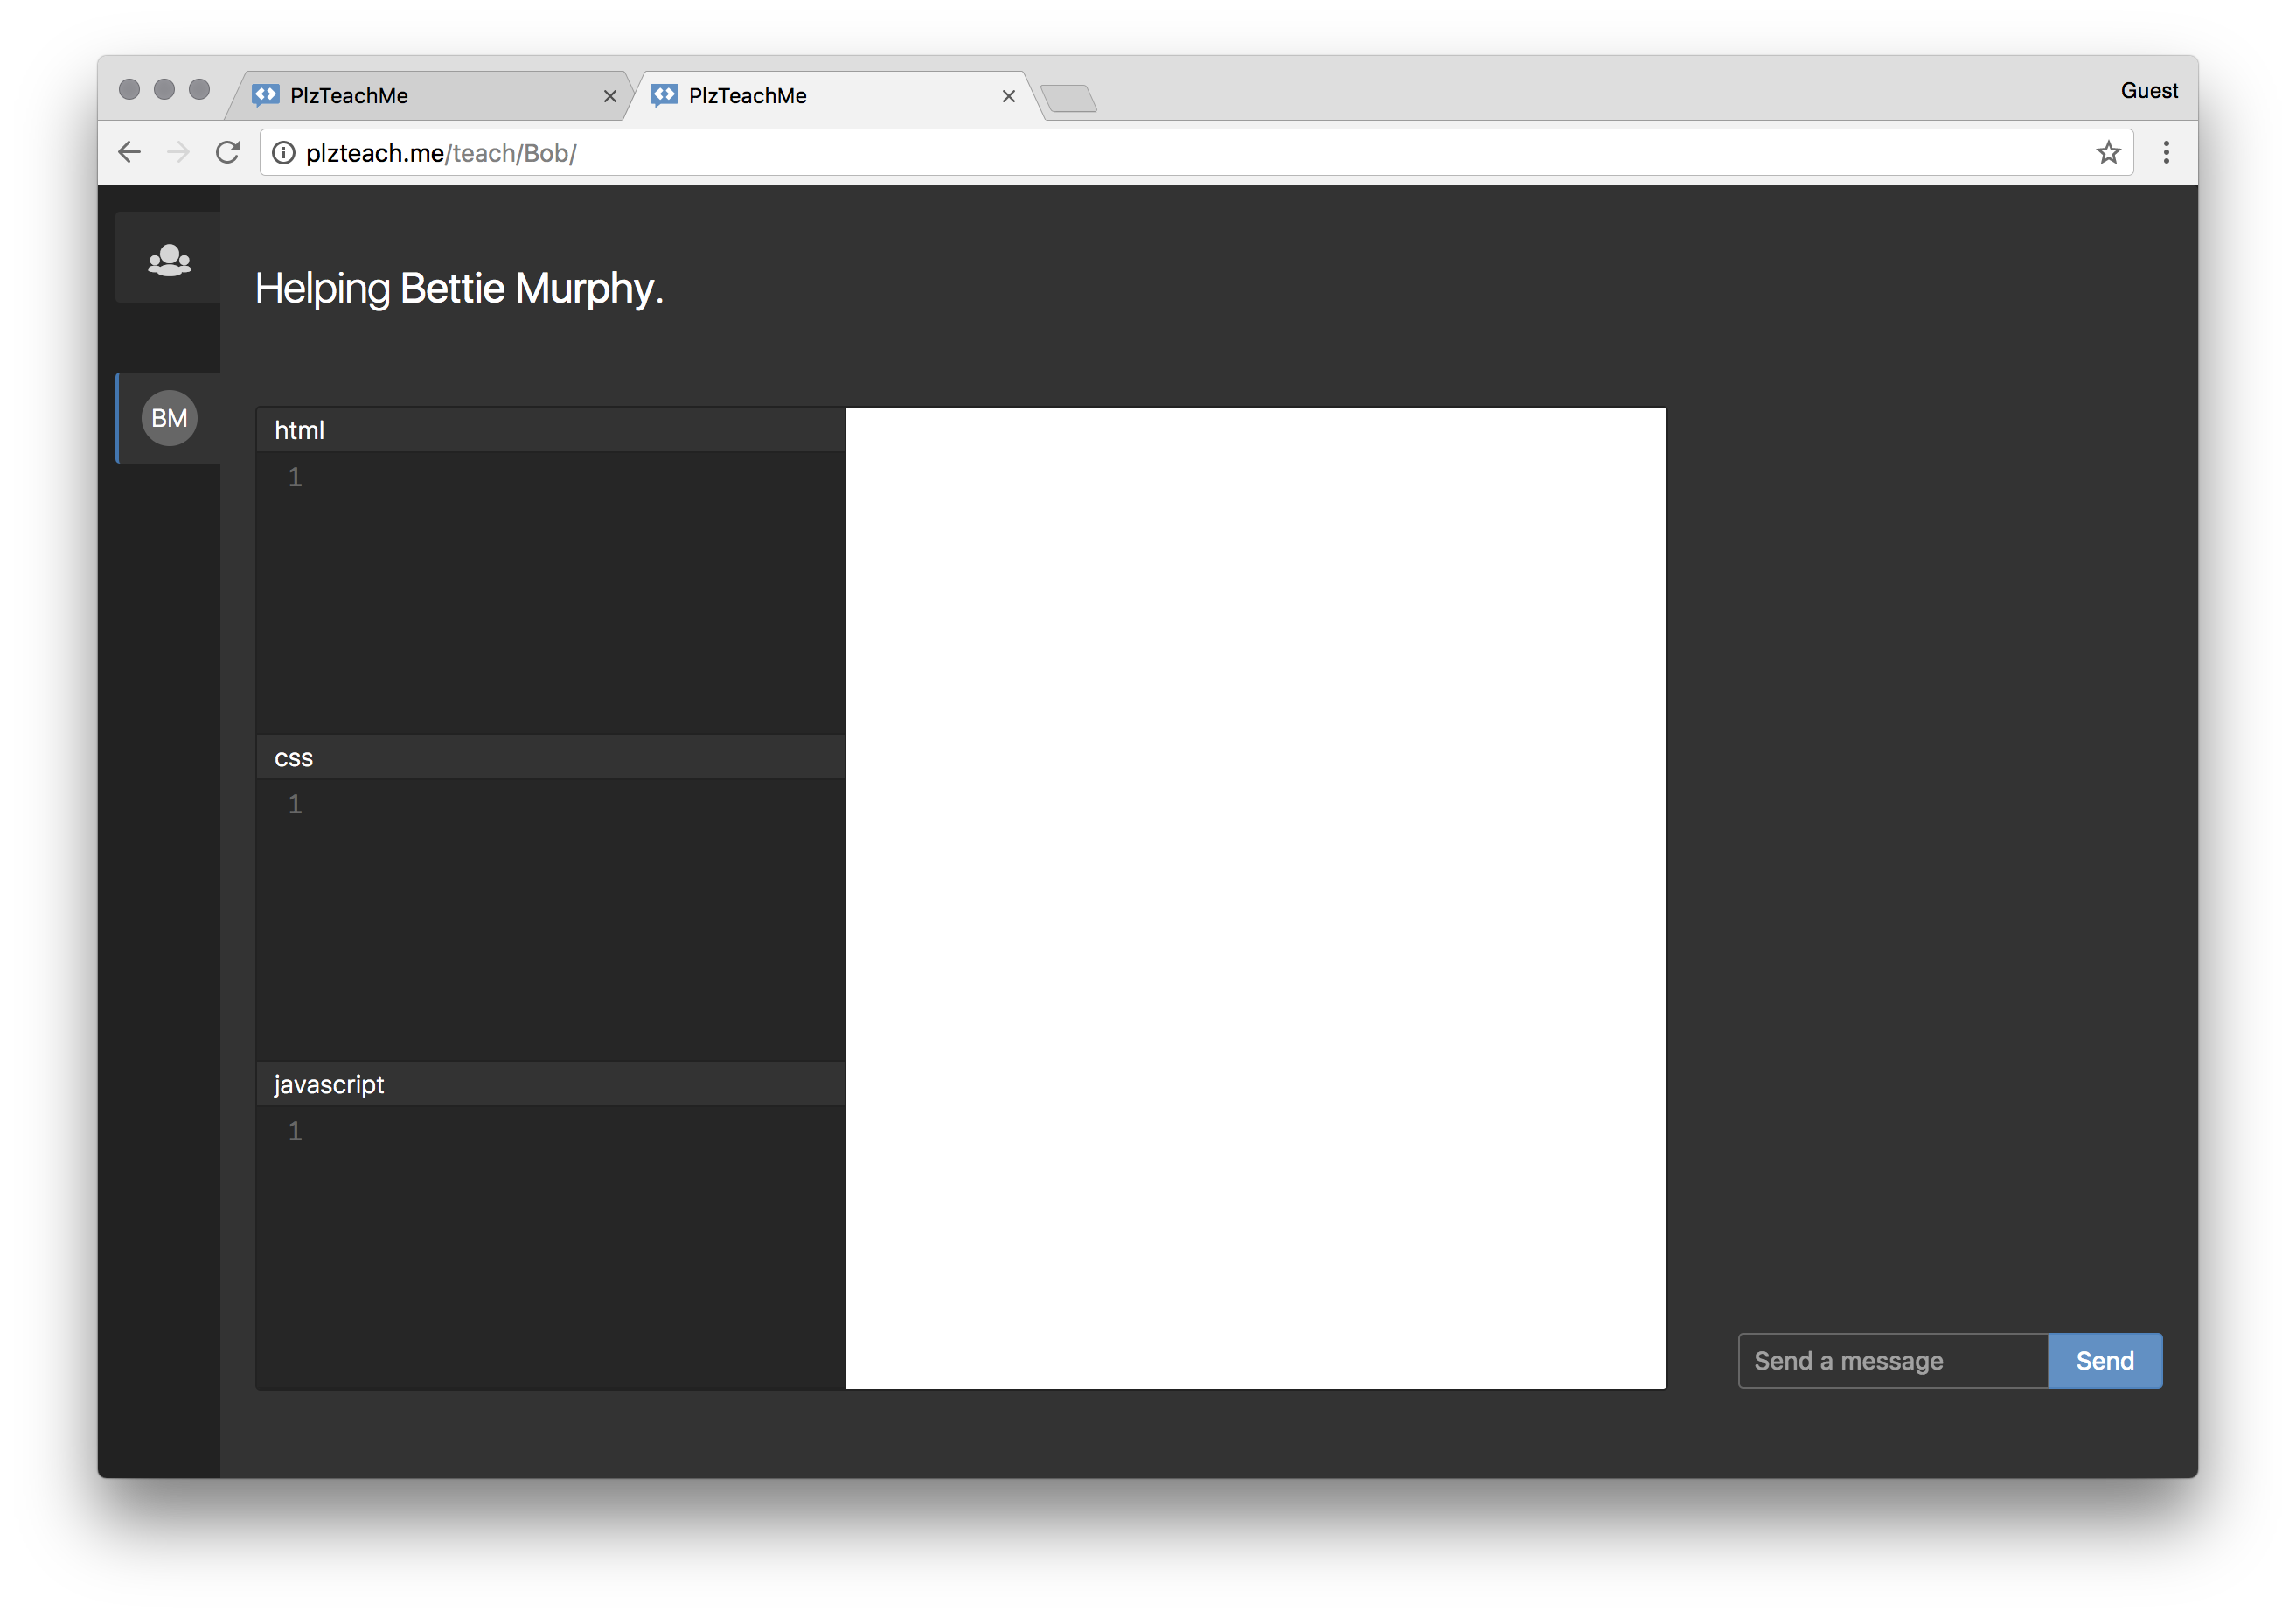 PlzTeachMe
PlzTeachMe
Guest
plzteach.me/teach/Bob/
Helping Bettie Murphy.
BM
html
1
css
1
javascript
1
Send a message
Send